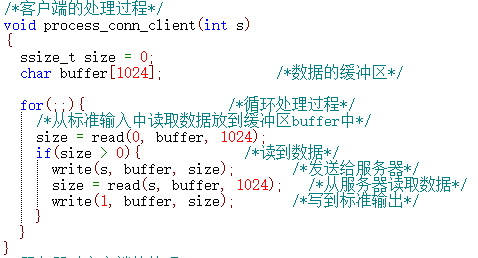 /*客户端的处理过程*/
void process_conn_client(int s)
{
ssize_t size = 0;
char buffer[1024]; /*数据的缓冲区*/
for(;;){ /*循环处理过程*/
/*从标准输入中读取数据放到缓冲区buffer中*/
size = read(0, buffer, 1024);
if(size > 0){ /*读到数据*/
write(s, buffer, size); /*发送给服务器*/
size = read(s, buffer, 1024); /*从服务器读取数据*/
write(1, buffer, size); /*写到标准输出*/
}
}
}